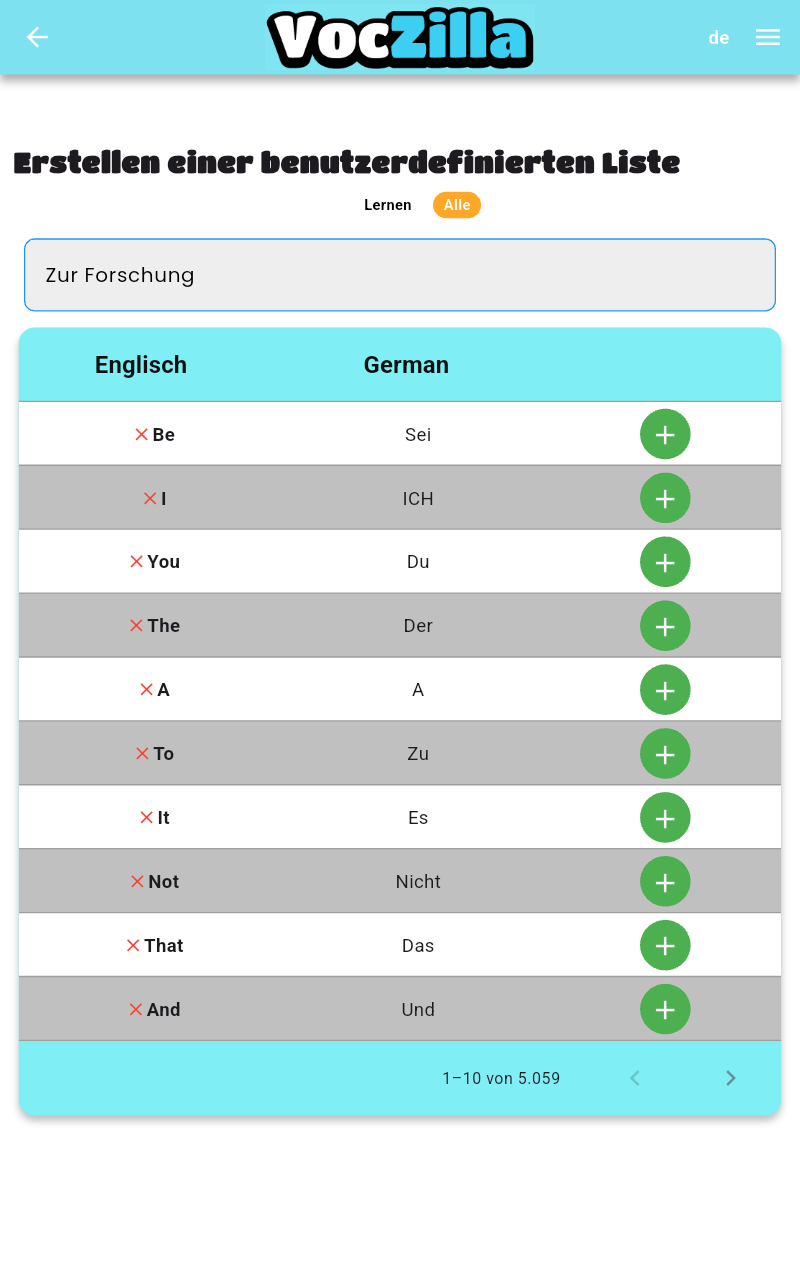 VocZilla
de
Erstellen einer benutzerdefinierten Liste
Lernen Alle
Zur Forschung
Englisch German
Be Sei
I ICH
You Du
The Der
A A
To Zu
It Es
Not Nicht
That Das
And Und
1–10 von 5.059